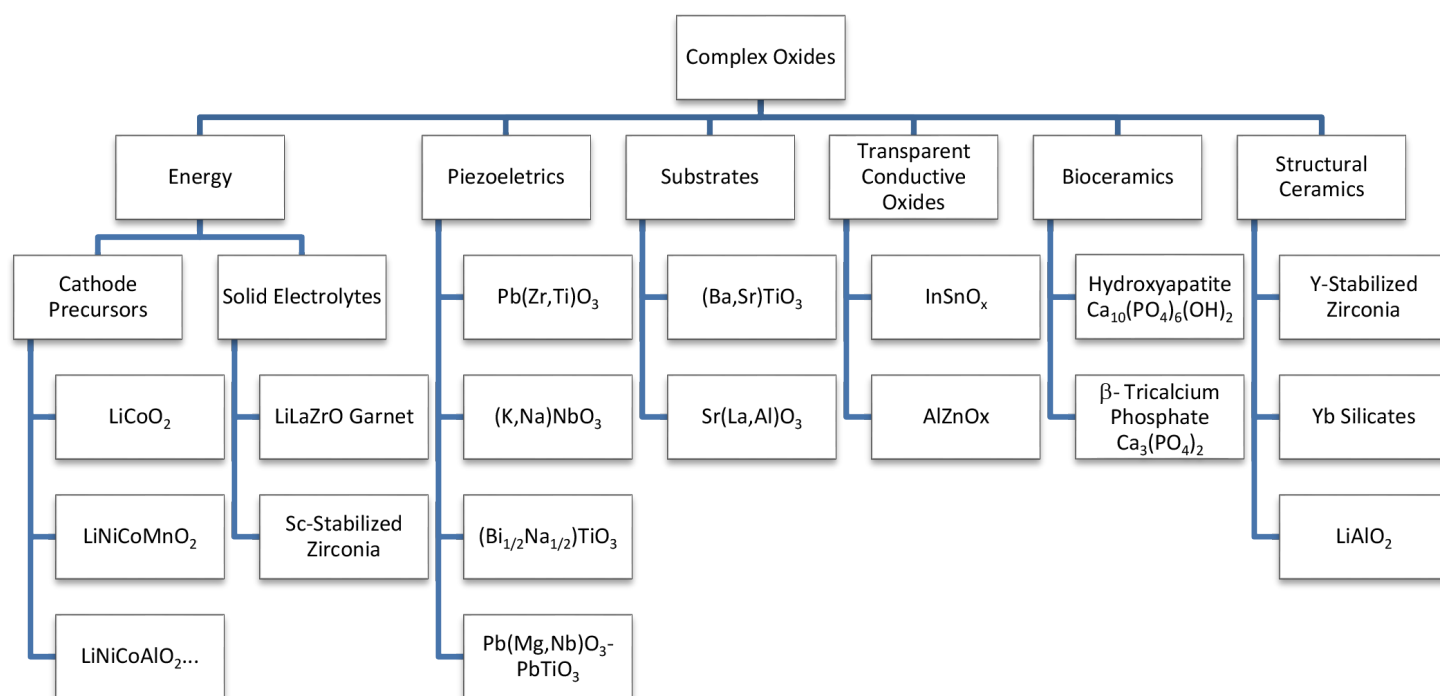 Complex Oxides
Energy
Piezoeletrics
Substrates
Transparent
Conductive
Oxides
Bioceramics
Structural
Ceramics
Cathode
Precursors
Solid Electrolytes
Pb(Zr,Ti)O₃
(Ba,Sr)TiO₃
InSnOₓ
Hydroxyapatite
Ca₁₀(PO₄)₆(OH)₂
Y-Stabilized
Zirconia
LiCoO₂
LiLaZrO Garnet
(K,Na)NbO₃
Sr(La,Al)O₃
AlZnOx
β- Tricalcium
Phosphate
Ca₃(PO₄)₂
Yb Silicates
LiNiCoMnO₂
Sc-Stabilized
Zirconia
(Bi₁/₂Na₁/₂)TiO₃
LiAlO₂
LiNiCoAlO₂...
Pb(Mg,Nb)O₃-
PbTiO₃